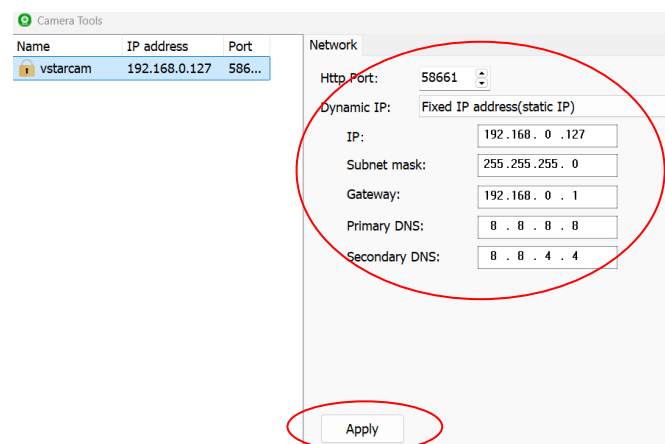 Camera Tools
Name IP address Port
vstarcam 192.168.0.127 586...
Network
Http Port: 58661
Dynamic IP: Fixed IP address(static IP)
IP: 192.168. 0 .127
Subnet mask: 255.255.255. 0
Gateway: 192.168. 0 . 1
Primary DNS: 8 . 8 . 8 . 8
Secondary DNS: 8 . 8 . 4 . 4
Apply